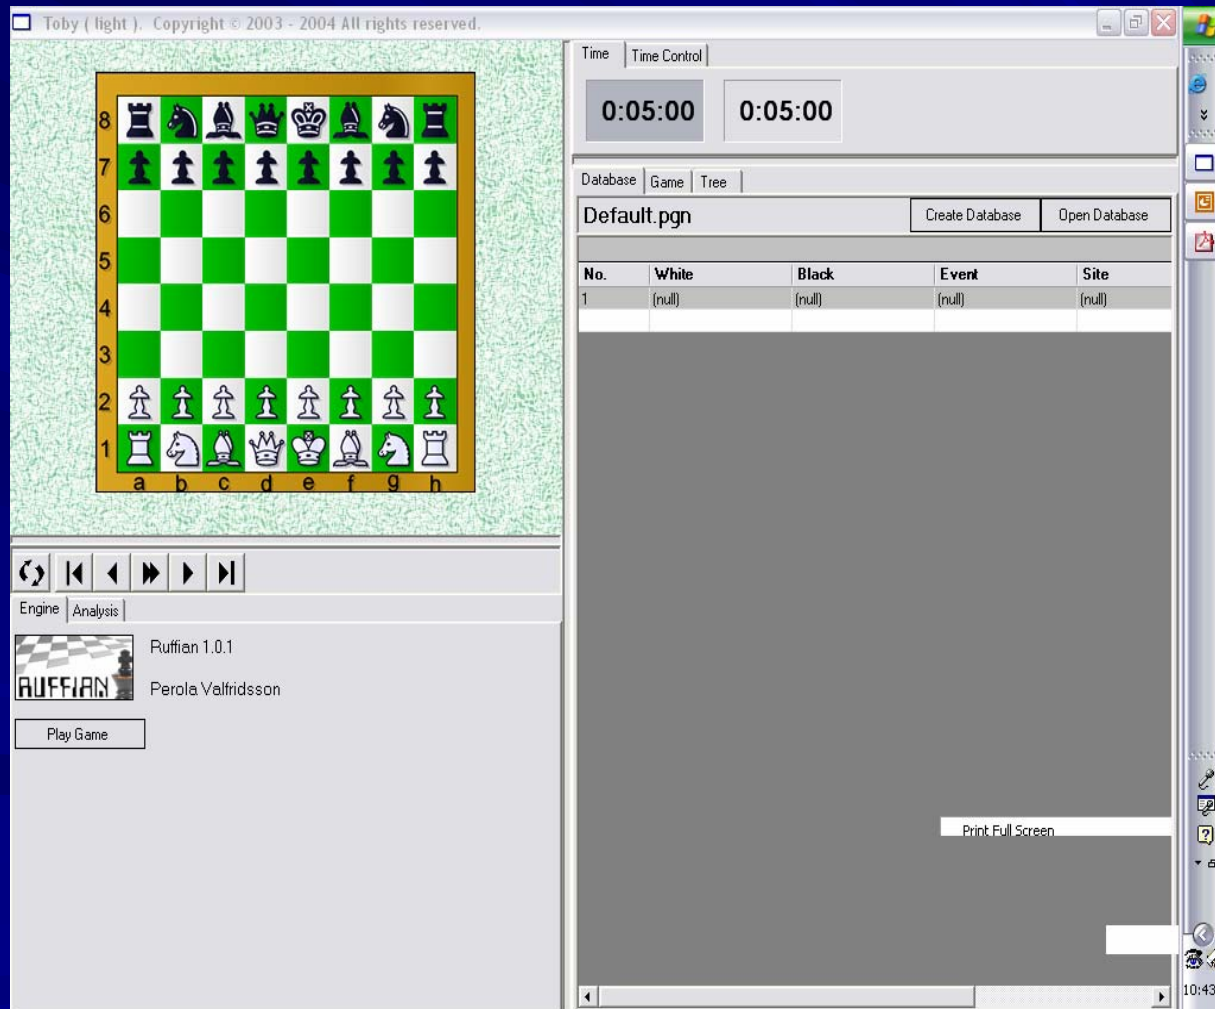 Toby ( light ). Copyright © 2003 - 2004 All rights reserved.
8
7
6
5
4
3
2
1
a b c d e f g h
Engine Analysis
RUFFIAN
Ruffian 1.0.1
Perola Valfridsson
Play Game
Time Time Control
0:05:00 0:05:00
Database Game Tree
Default.pgn Create Database Open Database
No. White Black Event Site
1 (null) (null) (null) (null)
Print Full Screen
10:43